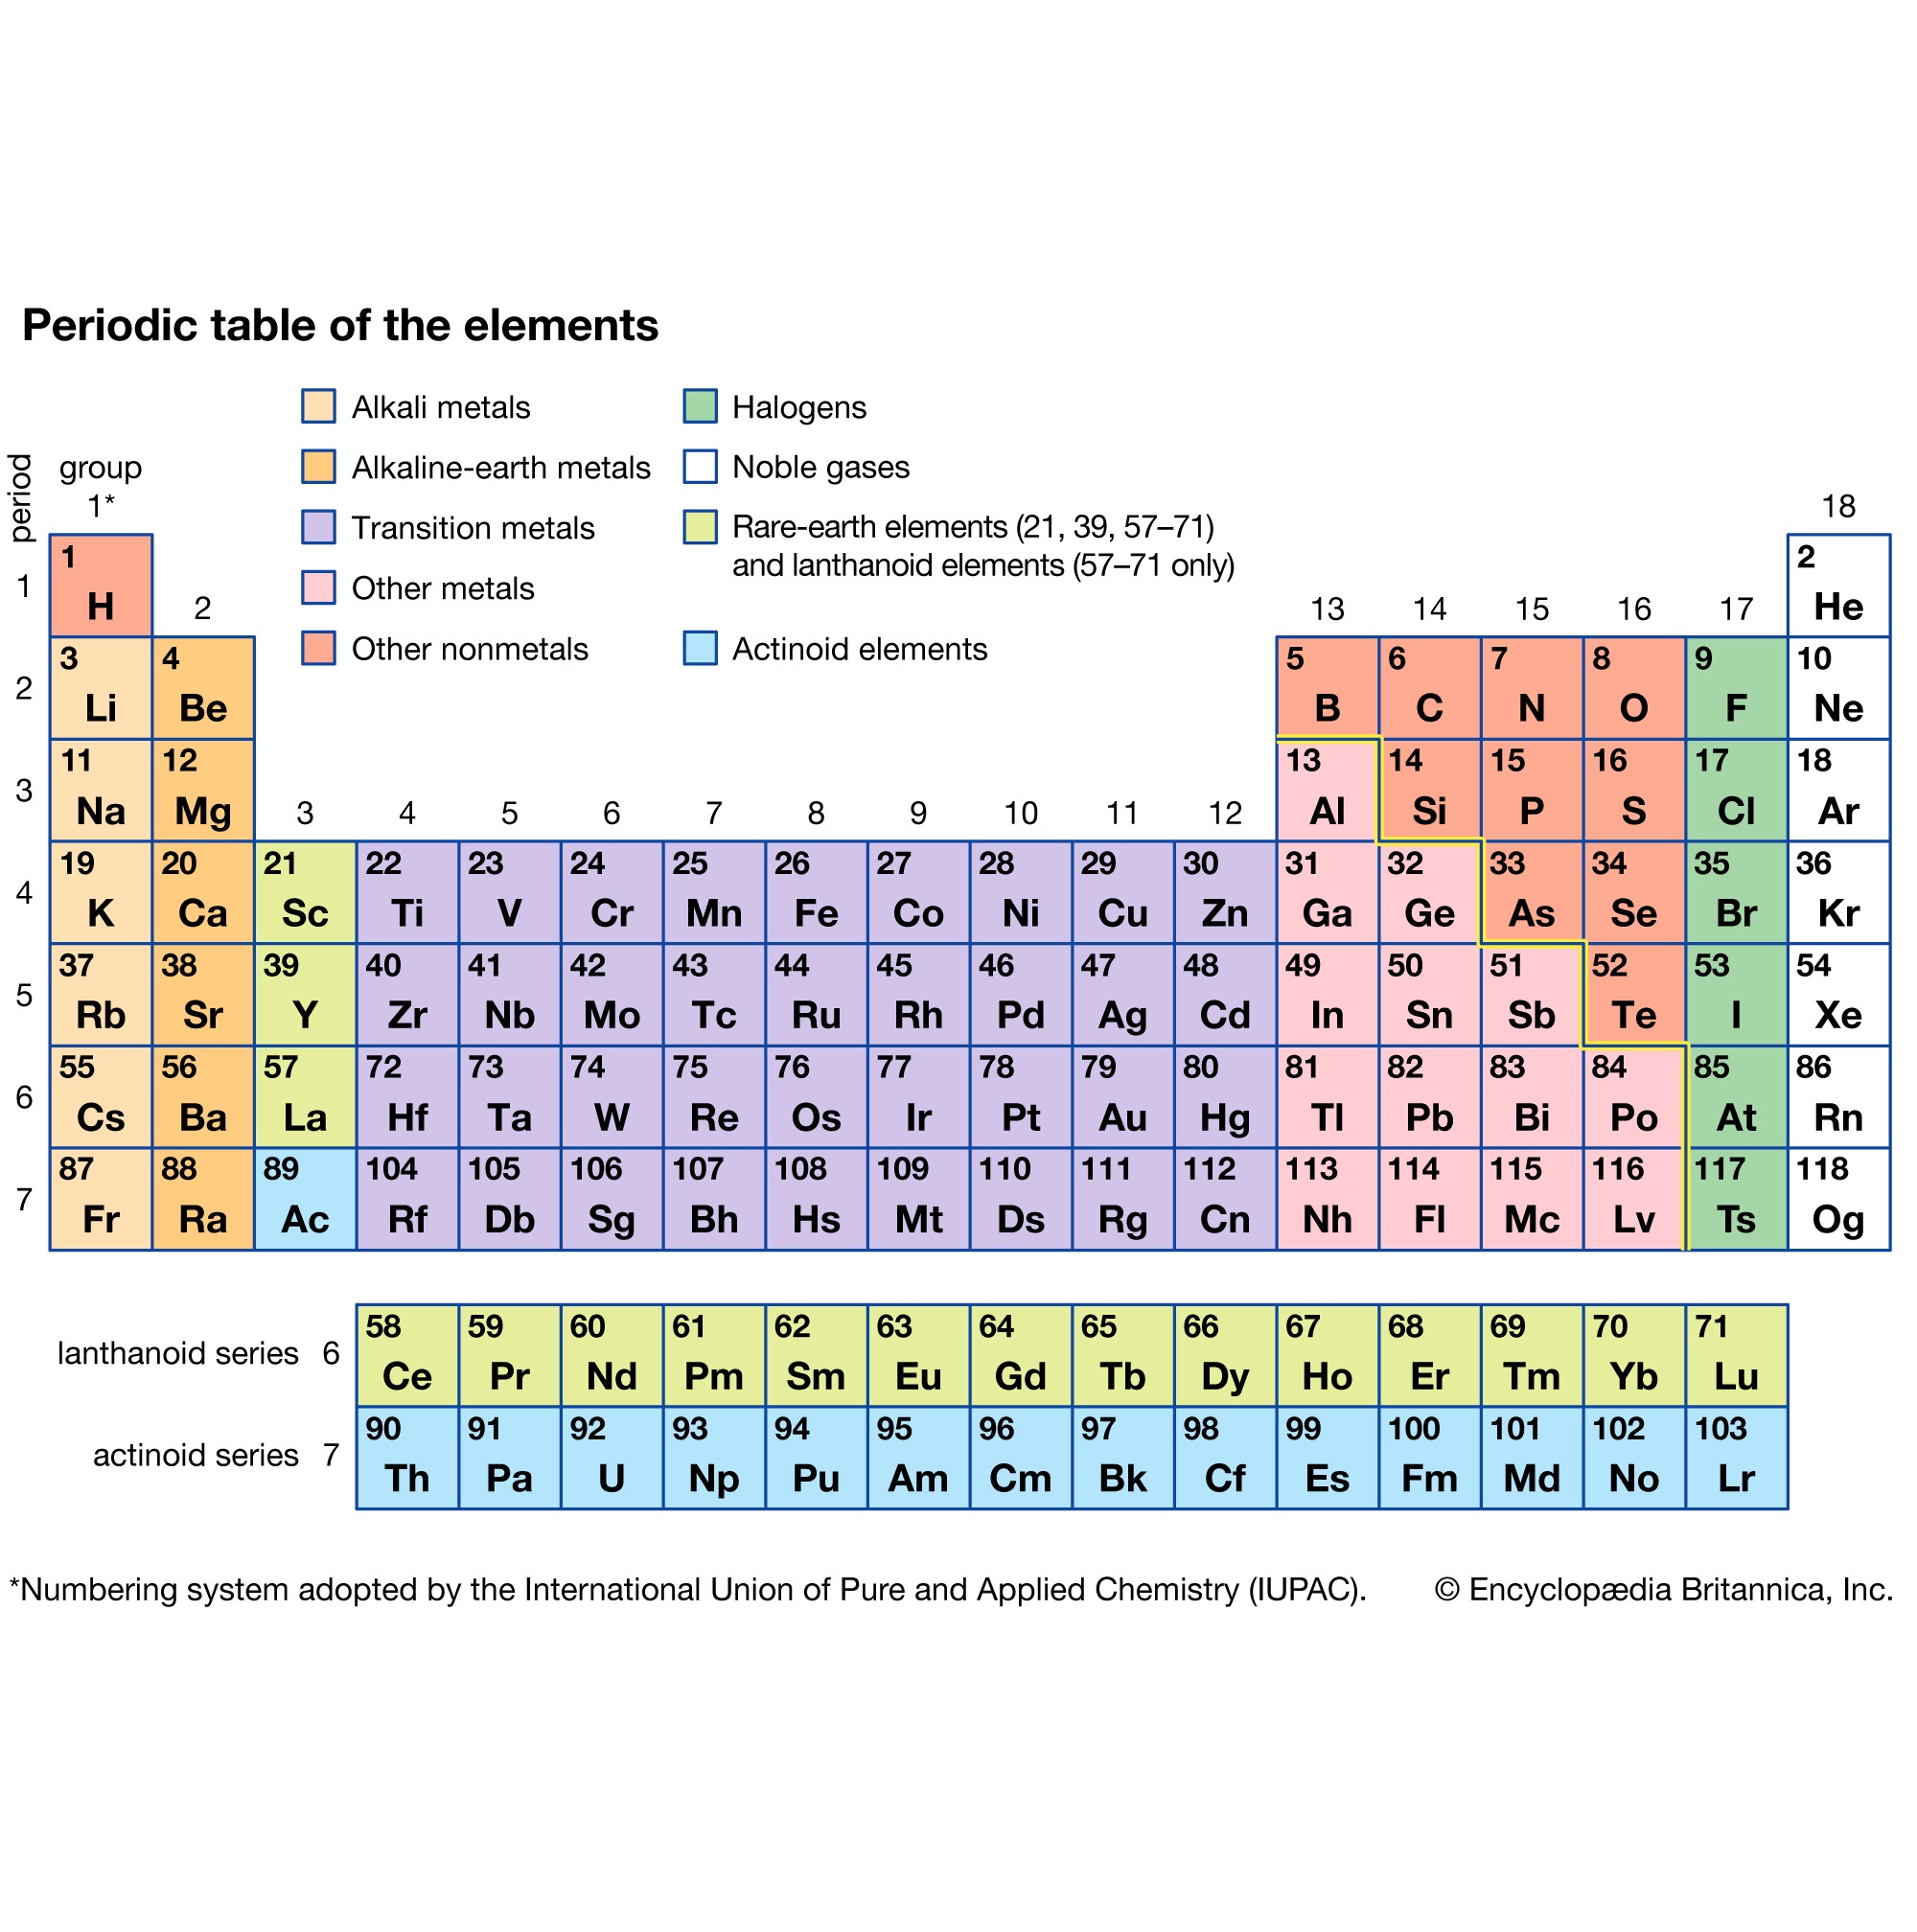 Periodic table of the elements
Alkali metals
Halogens
Alkaline-earth metals
Noble gases
Transition metals
Rare-earth elements (21, 39, 57–71)
and lanthanoid elements (57–71 only)
Other metals
Other nonmetals
Actinoid elements
period
group
1* 18
1 2
1 H He
2 13 14 15 16 17
3 4 5 6 7 8 9 10
2 Li Be B C N O F Ne
11 12 13 14 15 16 17 18
3 Na Mg 3 4 5 6 7 8 9 10 11 12 Al Si P S Cl Ar
19 20 21 22 23 24 25 26 27 28 29 30 31 32 33 34 35 36
4 K Ca Sc Ti V Cr Mn Fe Co Ni Cu Zn Ga Ge As Se Br Kr
37 38 39 40 41 42 43 44 45 46 47 48 49 50 51 52 53 54
5 Rb Sr Y Zr Nb Mo Tc Ru Rh Pd Ag Cd In Sn Sb Te I Xe
55 56 57 72 73 74 75 76 77 78 79 80 81 82 83 84 85 86
6 Cs Ba La Hf Ta W Re Os Ir Pt Au Hg Tl Pb Bi Po At Rn
87 88 89 104 105 106 107 108 109 110 111 112 113 114 115 116 117 118
7 Fr Ra Ac Rf Db Sg Bh Hs Mt Ds Rg Cn Nh Fl Mc Lv Ts Og
58 59 60 61 62 63 64 65 66 67 68 69 70 71
lanthanoid series 6 Ce Pr Nd Pm Sm Eu Gd Tb Dy Ho Er Tm Yb Lu
90 91 92 93 94 95 96 97 98 99 100 101 102 103
actinoid series 7 Th Pa U Np Pu Am Cm Bk Cf Es Fm Md No Lr
*Numbering system adopted by the International Union of Pure and Applied Chemistry (IUPAC). © Encyclopædia Britannica, Inc.